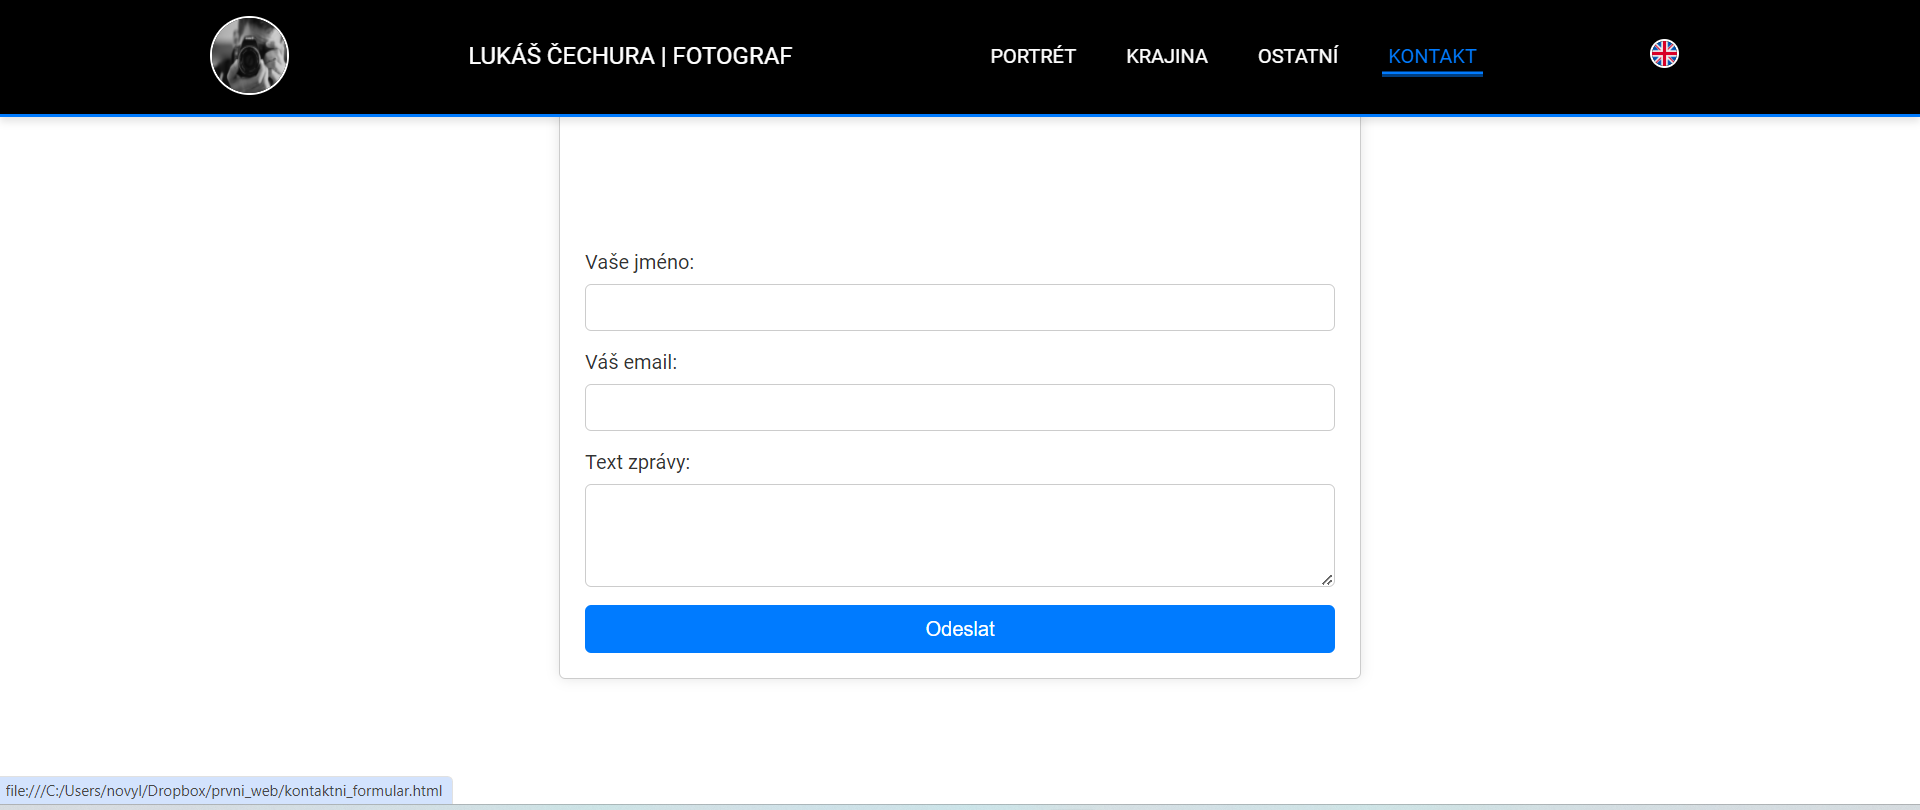 LUKÁŠ ČECHURA | FOTOGRAF
PORTRÉT
KRAJINA
OSTATNÍ
KONTAKT
Vaše jméno:
Váš email:
Text zprávy:
Odeslat
file:///C:/Users/novyl/Dropbox/prvni_web/kontaktni_formular.html